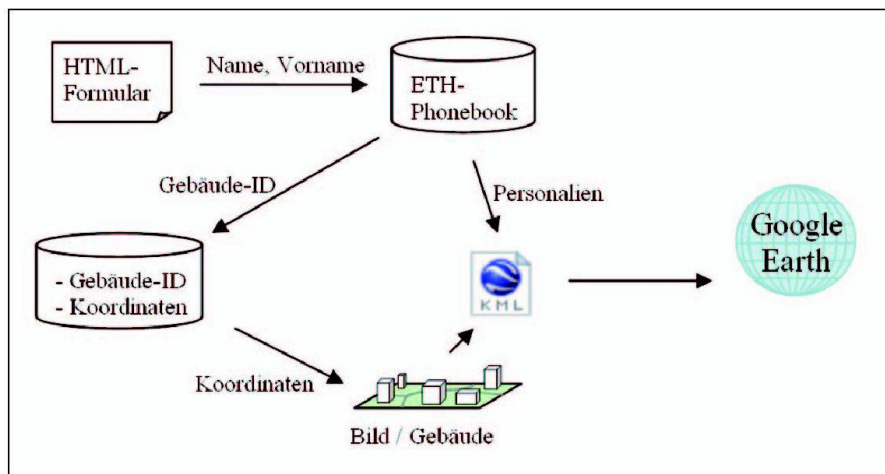 HTML-
Formular
Name, Vorname
ETH-
Phonebook
Gebäude-ID
Personalien
- Gebäude-ID
- Koordinaten
KML
Google
Earth
Koordinaten
Bild / Gebäude